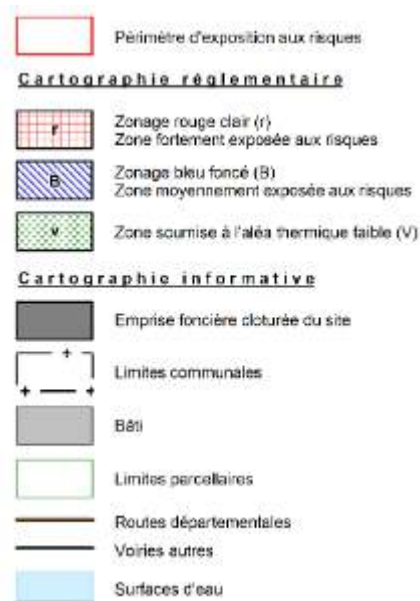 Périmètre d'exposition aux risques
Cartographie réglementaire
r
Zonage rouge clair (r)
Zone fortement exposée aux risques
B
Zonage bleu foncé (B)
Zone moyennement exposée aux risques
v
Zone soumise à l'aléa thermique faible (V)
Cartographie informative
Emprise foncière cloturée du site
Limites communales
Bâti
Limites parcellaires
Routes départementales
Voiries autres
Surfaces d'eau